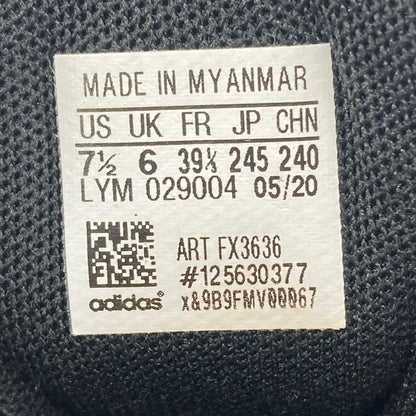 MADE IN MYANMAR
US UK FR JP CHN
7½ 6 39⅓ 245 240
LYM 029004 05/20
ART FX3636
#125630377
adidas® x&9B9FMV00067